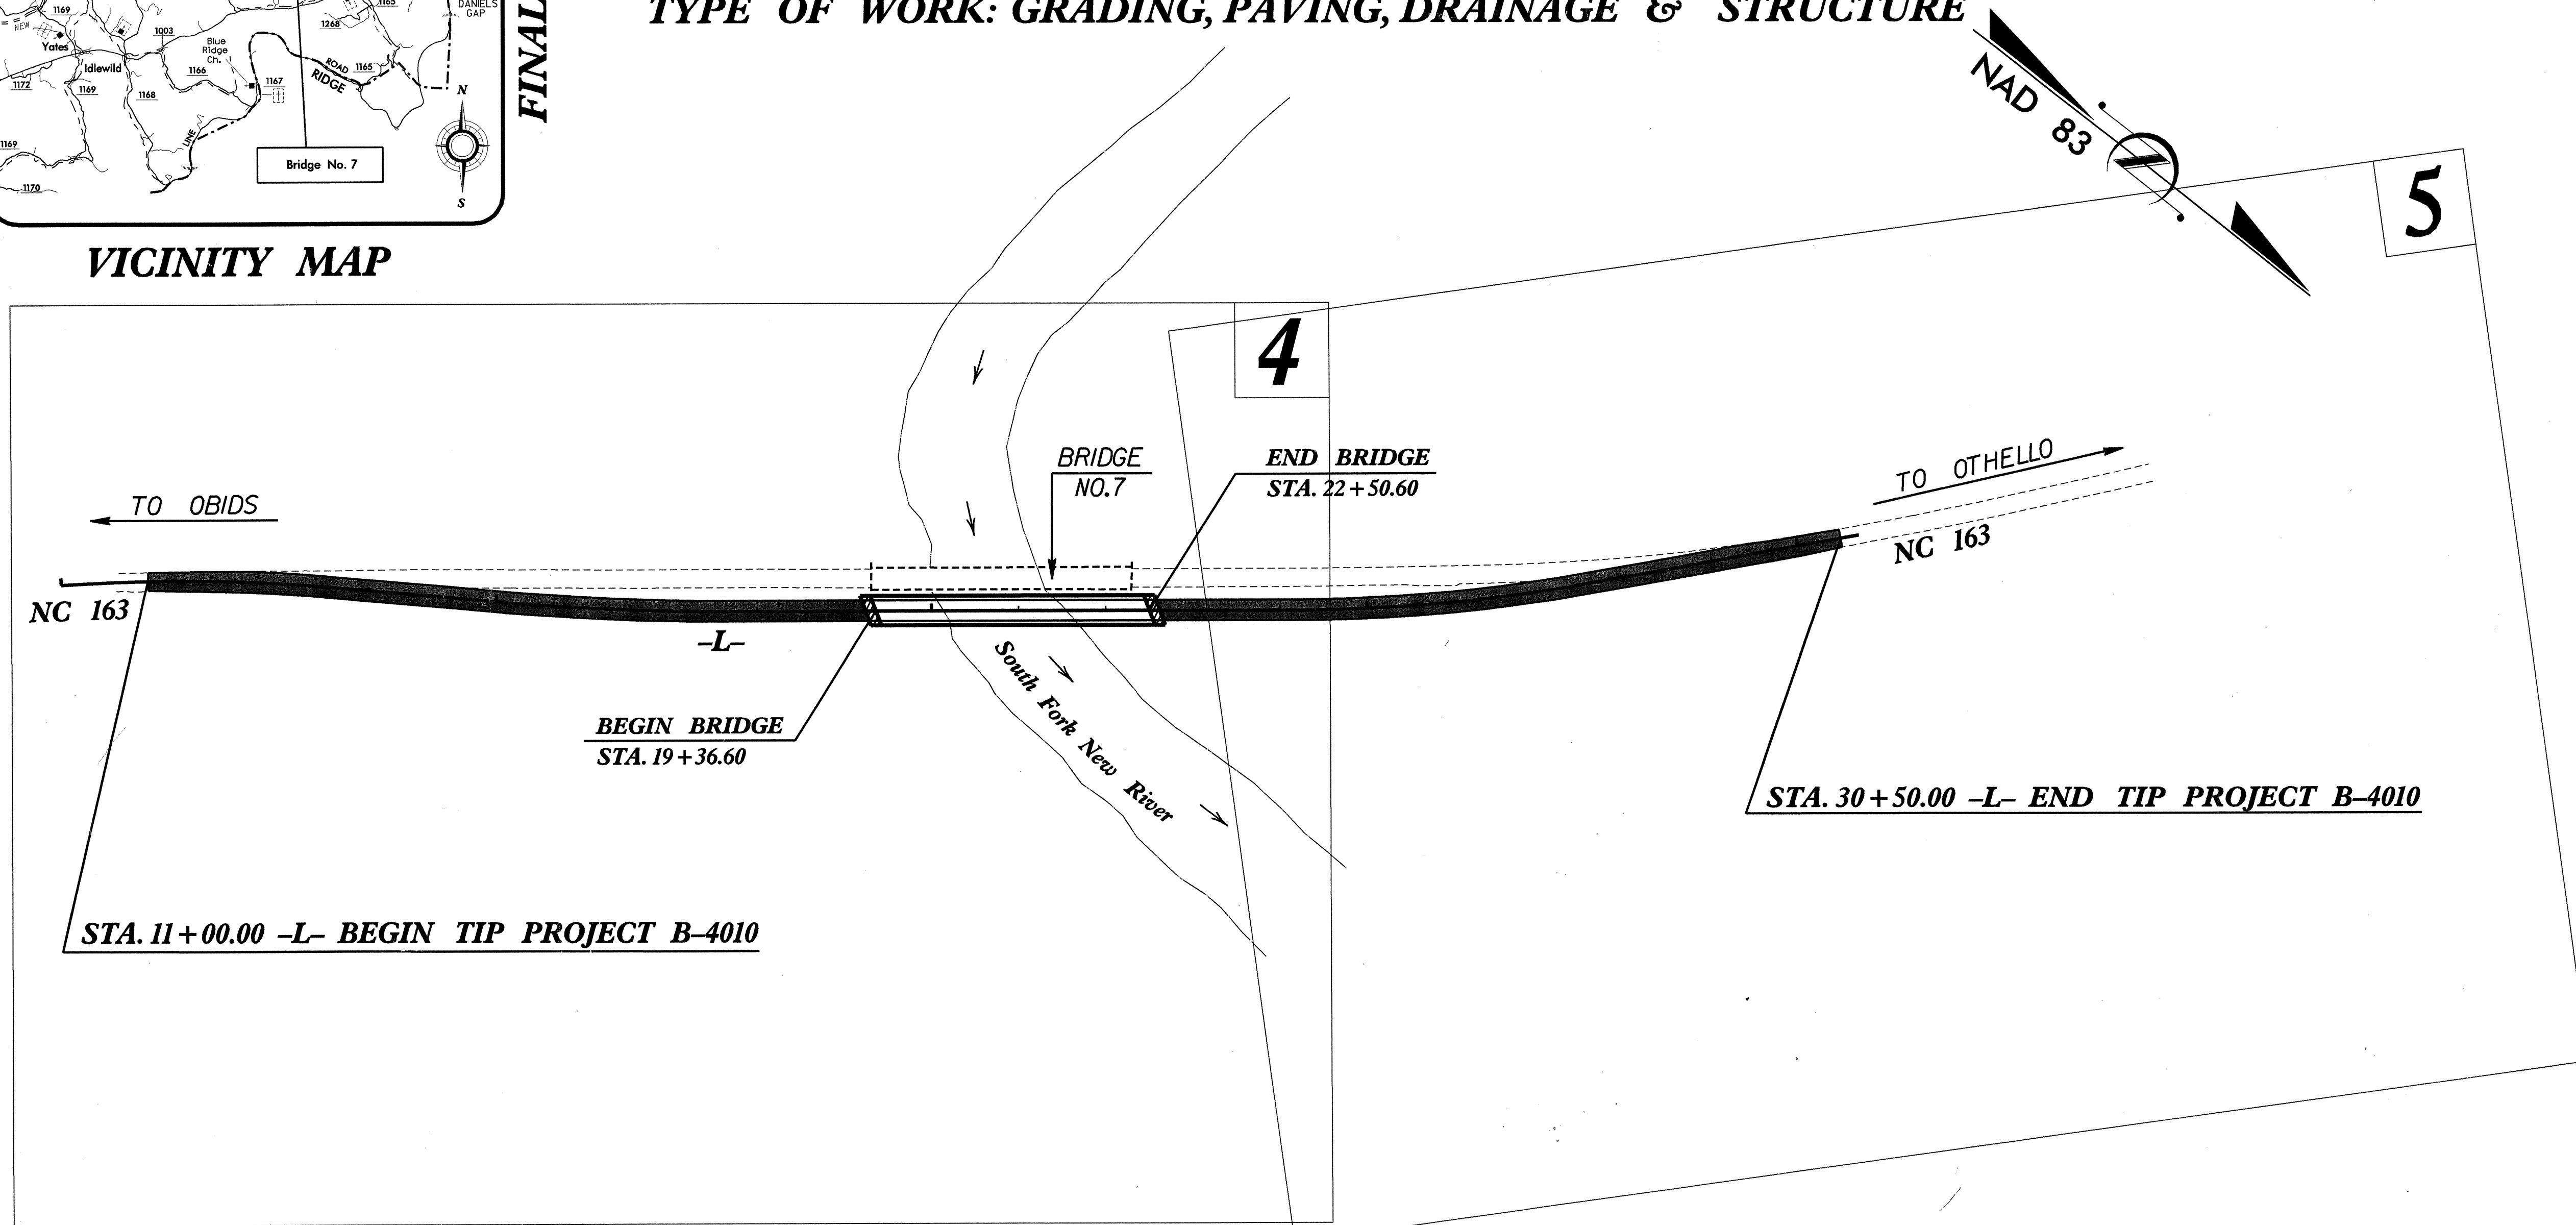 TYPE OF WORK: GRADING, PAVING, DRAINAGE & STRUCTURE
FINAL
1169
NEW
Yates
1003
Idlewild
Blue
Ridge
Ch.
1268
1165
DANIELS
GAP
1172
1169
1168
1166
1167
ROAD
RIDGE
1165
LINE
1169
1170
Bridge No. 7
N
S
VICINITY MAP
NAD 83
5
4
BRIDGE
NO.7
END BRIDGE
STA. 22+50.60
TO OBIDS
TO OTHELLO
NC 163
NC 163
–L–
BEGIN BRIDGE
STA. 19+36.60
South Fork New River
STA. 30+50.00 –L– END TIP PROJECT B–4010
STA. 11+00.00 –L– BEGIN TIP PROJECT B–4010